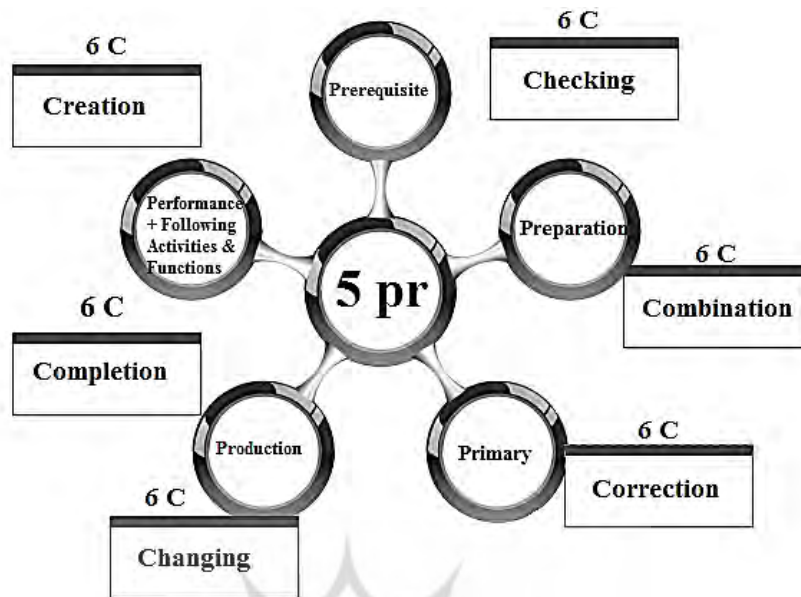 6 C
Creation
6 C
Checking
Prerequisite
Performance
+ Following
Activities &
Functions
Preparation
5 pr
6 C
Combination
6 C
Completion
Production
Primary
6 C
Correction
6 C
Changing